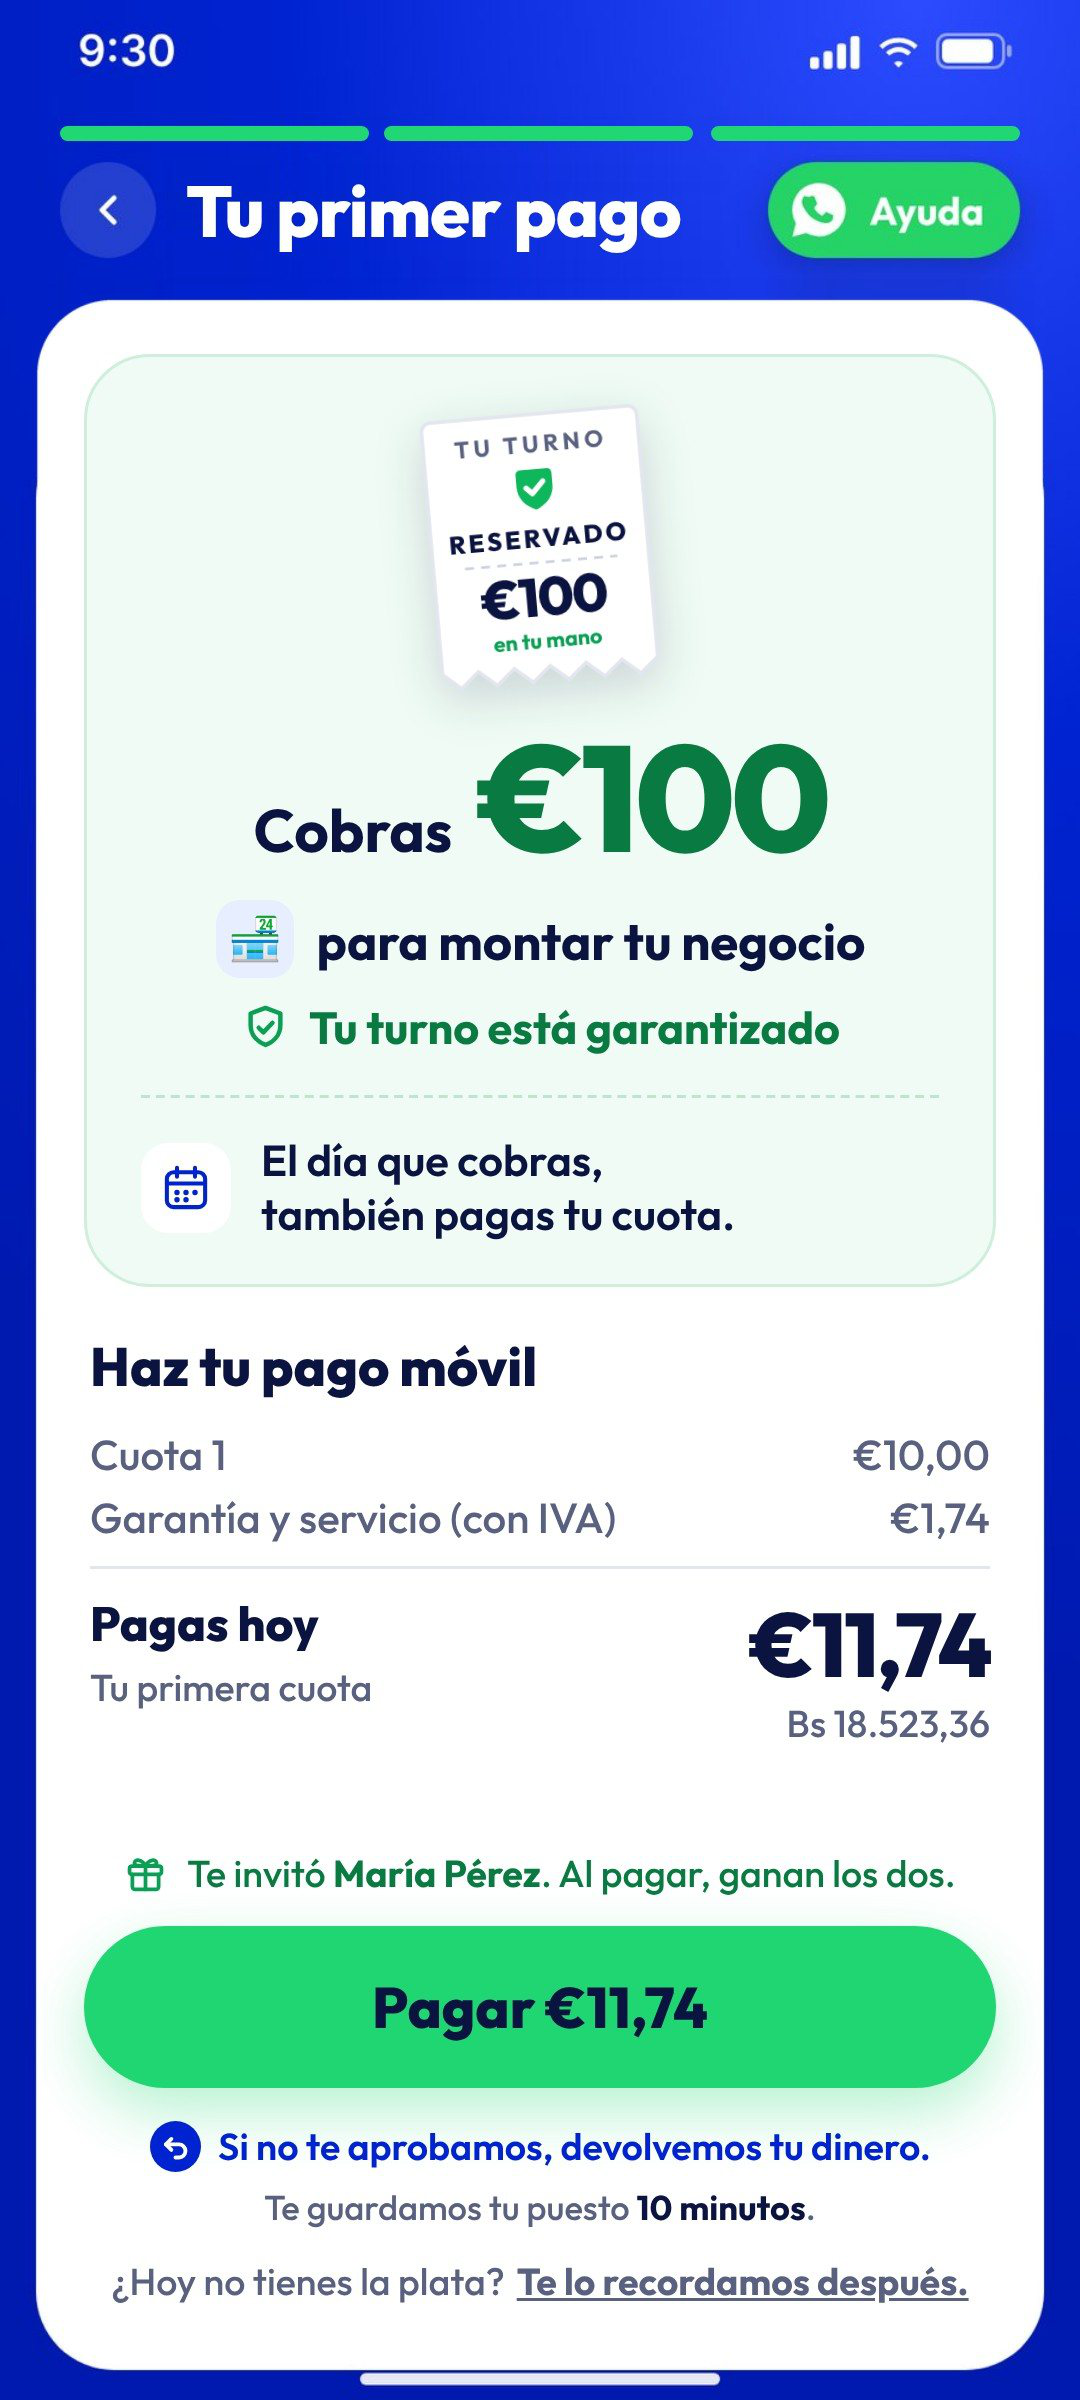 9:30
Tu primer pago
Ayuda
TU TURNO
RESERVADO
€100
en tu mano
Cobras €100
24
para montar tu negocio
Tu turno está garantizado
El día que cobras,
también pagas tu cuota.
Haz tu pago móvil
Cuota 1 €10,00
Garantía y servicio (con IVA) €1,74
Pagas hoy €11,74
Tu primera cuota
Bs 18.523,36
Te invitó María Pérez. Al pagar, ganan los dos.
Pagar €11,74
Si no te aprobamos, devolvemos tu dinero.
Te guardamos tu puesto 10 minutos.
¿Hoy no tienes la plata? Te lo recordamos después.